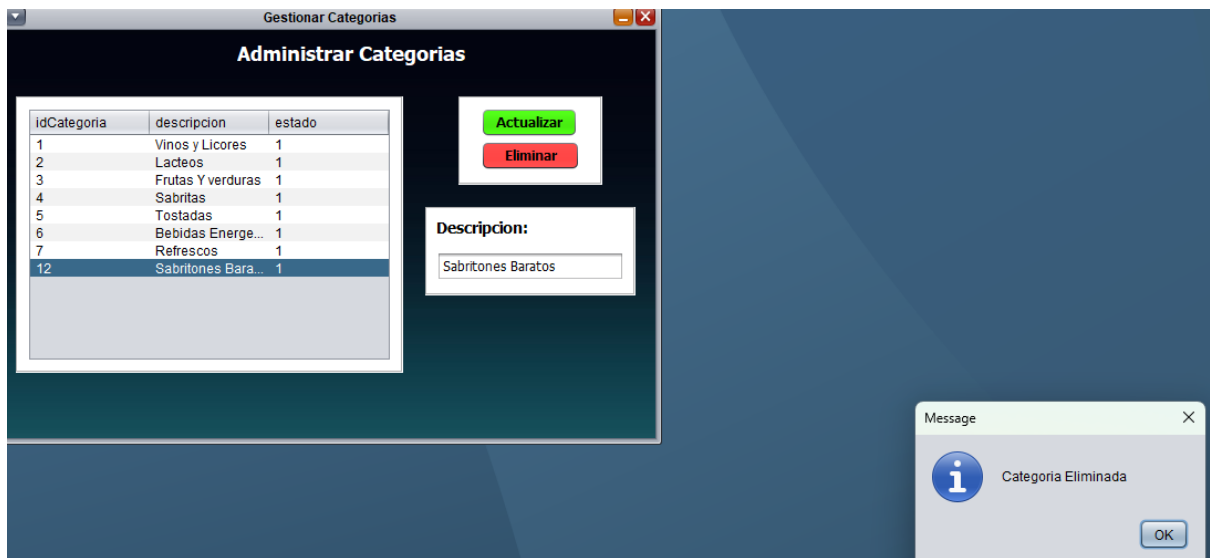 Gestionar Categorias
Administrar Categorias
idCategoria descripcion estado
1 Vinos y Licores 1
2 Lacteos 1
3 Frutas Y verduras 1
4 Sabritas 1
5 Tostadas 1
6 Bebidas Energe... 1
7 Refrescos 1
12 Sabritones Bara... 1
Actualizar
Eliminar
Descripcion:
Sabritones Baratos
Message
Categoria Eliminada
OK